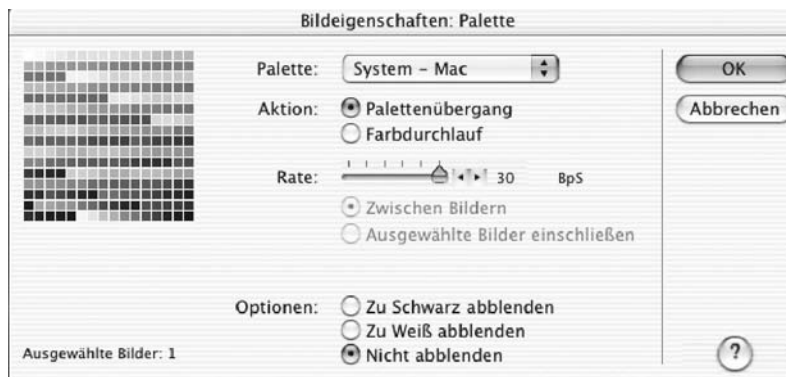 Bildeigenschaften: Palette
Palette: System – Mac
OK
Aktion: Palettenübergang
Abbrechen
Farbdurchlauf
Rate: 30 BpS
Zwischen Bildern
Ausgewählte Bilder einschließen
Optionen: Zu Schwarz abblenden
Zu Weiß abblenden
Ausgewählte Bilder: 1
Nicht abblenden
?